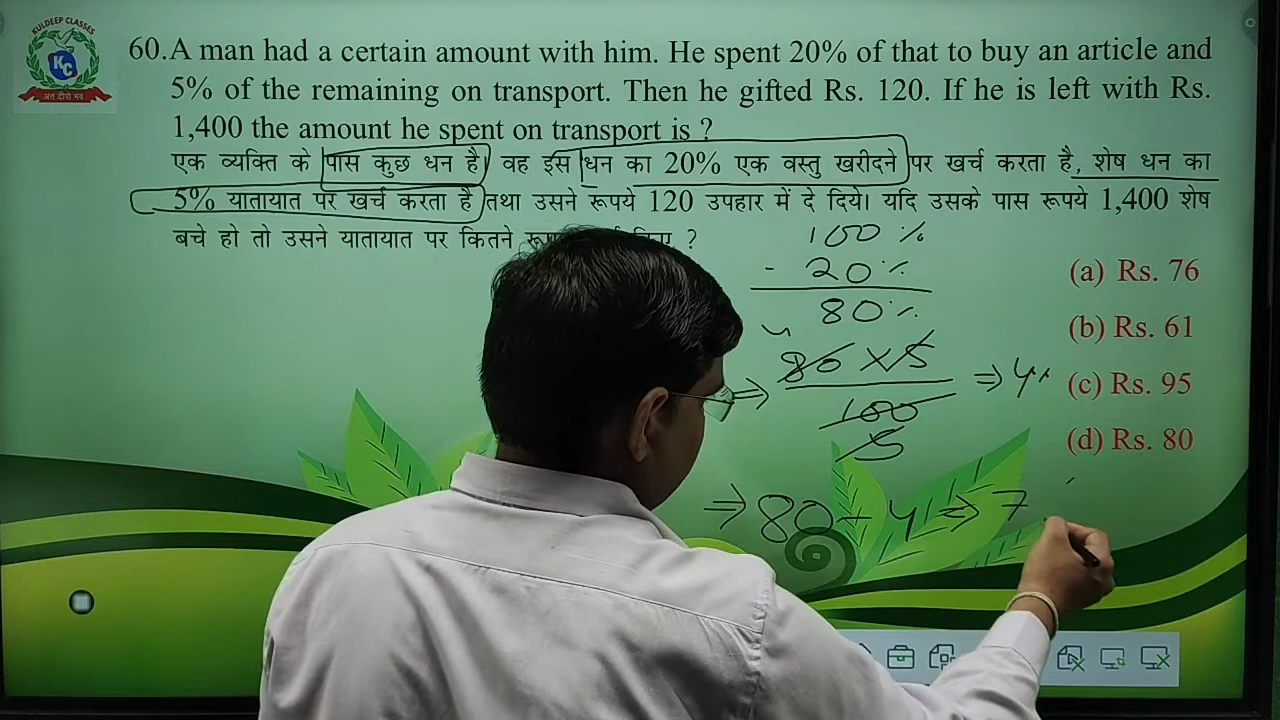 KULDEEP CLASSES
KC
अत्त दीपो भव
60.A man had a certain amount with him. He spent 20% of that to buy an article and
5% of the remaining on transport. Then he gifted Rs. 120. If he is left with Rs.
1,400 the amount he spent on transport is ?
एक व्यक्ति के पास कुछ धन है। वह इस धन का 20% एक वस्तु खरीदने पर खर्च करता है, शेष धन का
5% यातायात पर खर्च करता है तथा उसने रूपये 120 उपहार में दे दिये। यदि उसके पास रूपये 1,400 शेष
बचे हो तो उसने यातायात पर कितने ?
100 %
- 20%
80%
80 × 5 ⇒ 4%
100
5
⇒ 80 - 4 ⇒ 7
(a) Rs. 76
(b) Rs. 61
(c) Rs. 95
(d) Rs. 80